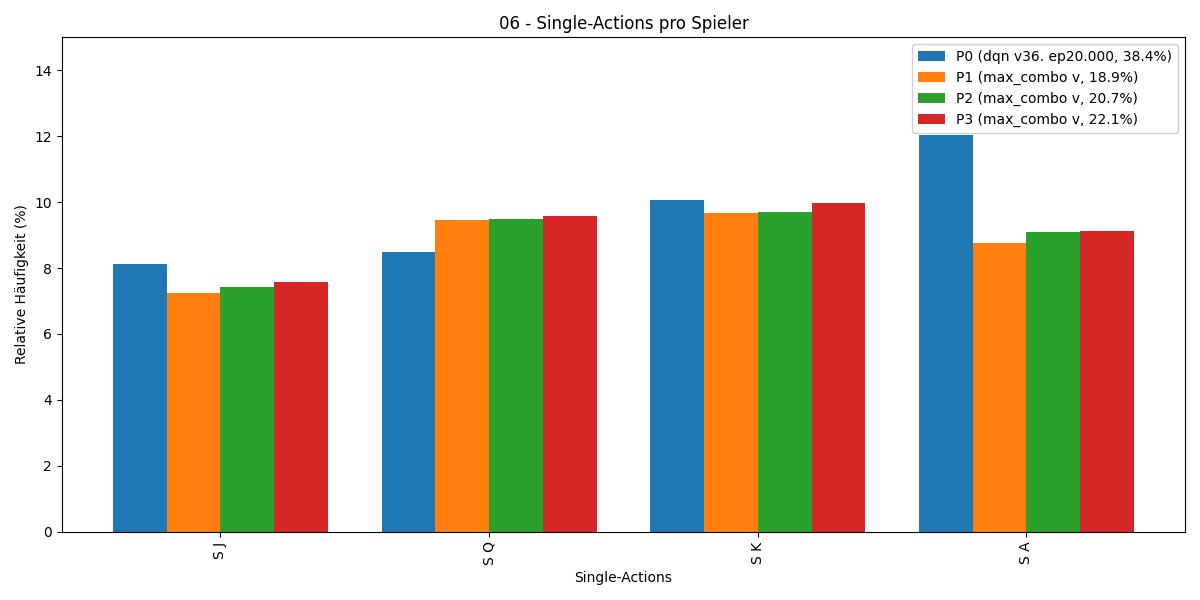 06 - Single-Actions pro Spieler
P0 (dqn v36. ep20.000, 38.4%)
P1 (max_combo v, 18.9%)
P2 (max_combo v, 20.7%)
P3 (max_combo v, 22.1%)
Relative Häufigkeit (%)
14
12
10
8
6
4
2
0
S J
S Q
S K
S A
Single-Actions